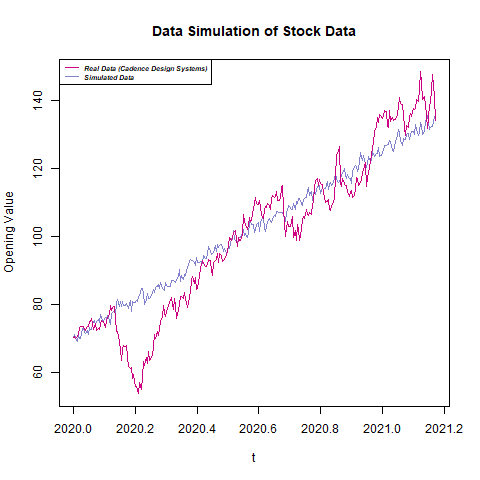 Data Simulation of Stock Data
Real Data (Cadence Design Systems)
Simulated Data
Opening Value
140
120
100
80
60
2020.0 2020.2 2020.4 2020.6 2020.8 2021.0 2021.2
t